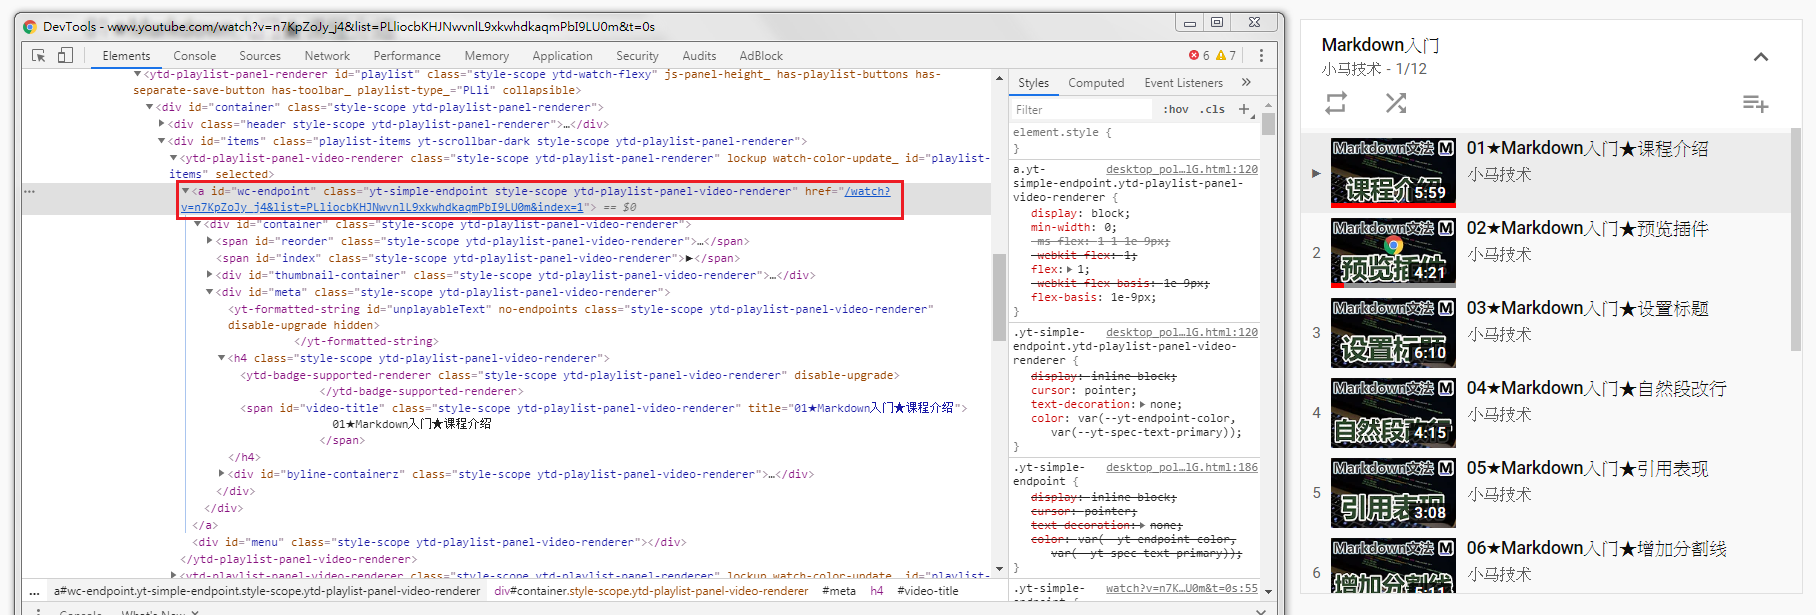 DevTools - www.youtube.com/watch?v=n7KpZoJy_j4&list=PLliocbKHJNwvnlL9xkwhdkaqmPbI9LU0m&t=0s
Elements Console Sources Network Performance Memory Application Security Audits AdBlock 6 7
<ytd-playlist-panel-renderer id="playlist" class="style-scope ytd-watch-flexy" js-panel-height_ has-playlist-buttons has-
separate-save-button has-toolbar_ playlist-type_="PLli" collapsible>
<div id="container" class="style-scope ytd-playlist-panel-renderer">
<div class="header style-scope ytd-playlist-panel-renderer">…</div>
<div id="items" class="playlist-items yt-scrollbar-dark style-scope ytd-playlist-panel-renderer">
<ytd-playlist-panel-video-renderer class="style-scope ytd-playlist-panel-renderer" lockup watch-color-update_ id="playlist-
items" selected>
<a id="wc-endpoint" class="yt-simple-endpoint style-scope ytd-playlist-panel-video-renderer" href="/watch?
v=n7KpZoJy_j4&list=PLliocbKHJNwvnlL9xkwhdkaqmPbI9LU0m&index=1"> == $0
<div id="container" class="style-scope ytd-playlist-panel-video-renderer">
<span id="reorder" class="style-scope ytd-playlist-panel-video-renderer">…</span>
<span id="index" class="style-scope ytd-playlist-panel-video-renderer">▶</span>
<div id="thumbnail-container" class="style-scope ytd-playlist-panel-video-renderer">…</div>
<div id="meta" class="style-scope ytd-playlist-panel-video-renderer">
<yt-formatted-string id="unplayableText" no-endpoints class="style-scope ytd-playlist-panel-video-renderer"
disable-upgrade hidden>
</yt-formatted-string>
<h4 class="style-scope ytd-playlist-panel-video-renderer">
<ytd-badge-supported-renderer class="style-scope ytd-playlist-panel-video-renderer" disable-upgrade>
</ytd-badge-supported-renderer>
<span id="video-title" class="style-scope ytd-playlist-panel-video-renderer" title="01★Markdown入门★课程介绍">
01★Markdown入门★课程介绍
</span>
</h4>
<div id="byline-containerz" class="style-scope ytd-playlist-panel-video-renderer">…</div>
</div>
</div>
</a>
<div id="menu" class="style-scope ytd-playlist-panel-video-renderer"></div>
</ytd-playlist-panel-video-renderer>
<ytd-playlist-panel-video-renderer class="style-scope ytd-playlist-panel-renderer" lockup watch-color-update_ id="playlist-
... a#wc-endpoint.yt-simple-endpoint.style-scope.ytd-playlist-panel-video-renderer div#container.style-scope.ytd-playlist-panel-video-renderer #meta h4 #video-title
Console What's New ×
Styles Computed Event Listeners »
Filter :hov .cls +
element.style {
}
a.yt- desktop_pol…lG.html:120
simple-endpoint.ytd-playlist-panel-
video-renderer {
display: block;
min-width: 0;
-ms-flex: 1 1 1e-9px;
-webkit-flex: 1;
flex: 1;
-webkit-flex-basis: 1e-9px;
flex-basis: 1e-9px;
}
.yt-simple- desktop_pol…lG.html:120
endpoint.ytd-playlist-panel-video-
renderer {
display: inline-block;
cursor: pointer;
text-decoration: none;
color: var(--yt-endpoint-color,
var(--yt-spec-text-primary));
}
.yt-simple- desktop_pol…lG.html:186
endpoint {
display: inline-block;
cursor: pointer;
text-decoration: none;
color: var(--yt-endpoint-color,
var(--yt-spec-text-primary));
}
.yt-simple- watch?v=n7K…U0m&t=0s:55
Markdown入门
小马技术 - 1/12
Markdown文法 M
课程介绍
5:59
01★Markdown入门★课程介绍
小马技术
2
Markdown文法 M
预览插件
4:21
02★Markdown入门★预览插件
小马技术
3
Markdown文法 M
设置标题
6:10
03★Markdown入门★设置标题
小马技术
4
Markdown文法 M
自然段改行
4:15
04★Markdown入门★自然段改行
小马技术
5
Markdown文法 M
引用表现
3:08
05★Markdown入门★引用表现
小马技术
6
Markdown文法 M
增加分割线
5:11
06★Markdown入门★增加分割线
小马技术